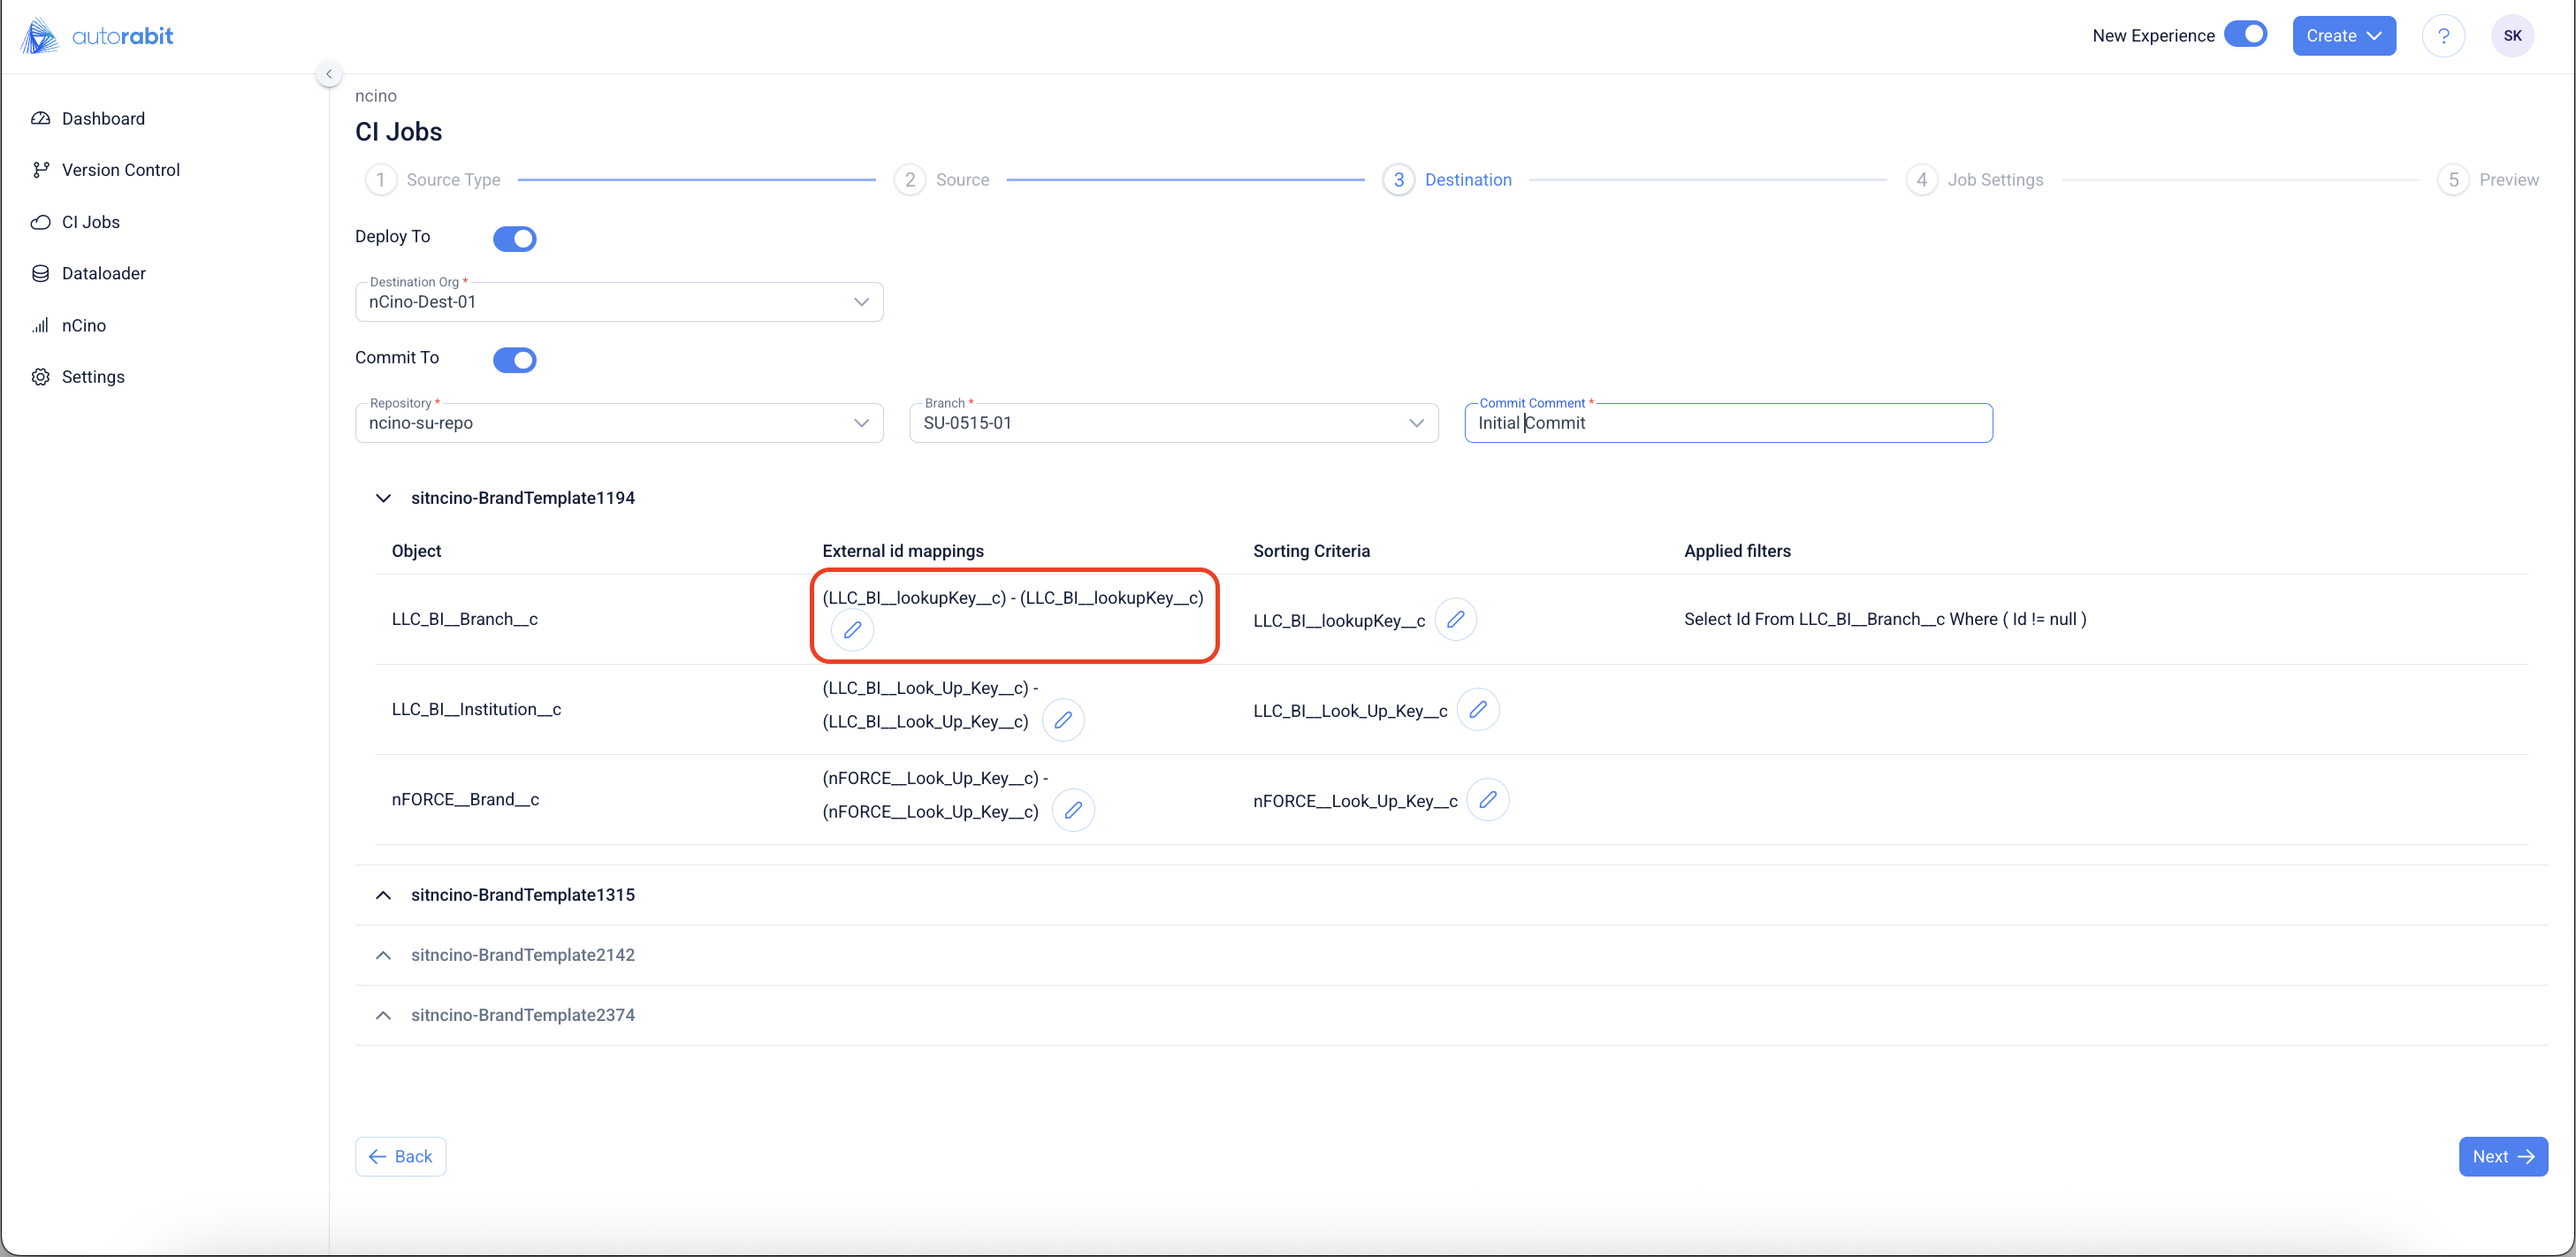 autorabit
New Experience
Create
?
SK
Dashboard
Version Control
CI Jobs
Dataloader
nCino
Settings
ncino
CI Jobs
1 Source Type
2 Source
3 Destination
4 Job Settings
5 Preview
Deploy To
Destination Org *
nCino-Dest-01
Commit To
Repository *
ncino-su-repo
Branch *
SU-0515-01
Commit Comment *
Initial Commit
sitncino-BrandTemplate1194
Object External id mappings Sorting Criteria Applied filters
LLC_BI__Branch__c
(LLC_BI__lookupKey__c) - (LLC_BI__lookupKey__c)
LLC_BI__lookupKey__c
Select Id From LLC_BI__Branch__c Where ( Id != null )
LLC_BI__Institution__c
(LLC_BI__Look_Up_Key__c) -
(LLC_BI__Look_Up_Key__c)
LLC_BI__Look_Up_Key__c
nFORCE__Brand__c
(nFORCE__Look_Up_Key__c) -
(nFORCE__Look_Up_Key__c)
nFORCE__Look_Up_Key__c
sitncino-BrandTemplate1315
sitncino-BrandTemplate2142
sitncino-BrandTemplate2374
Back
Next